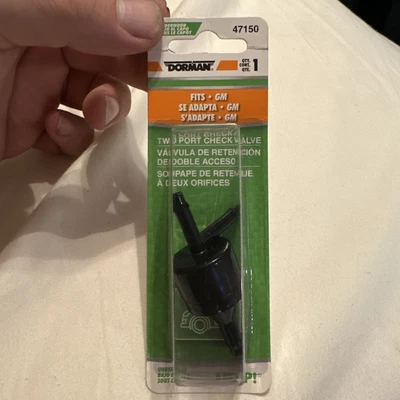 47150
DORMAN
QTY.
CONT.
QTÉ.
1
FITS • GM
SE ADAPTA • GM
S'ADAPTE • GM
TWO PORT CHECK VALVE
VÁLVULA DE RETENCIÓN
DE DOBLE ACCESO
SOUPAPE DE RETENUE
À DEUX ORIFICES